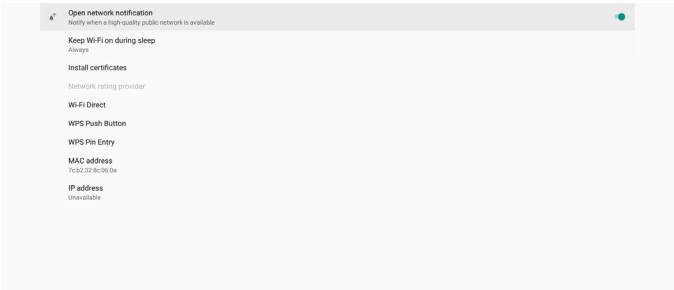 Open network notification
Notify when a high-quality public network is available
Keep Wi-Fi on during sleep
Always
Install certificates
Network rating provider
Wi-Fi Direct
WPS Push Button
WPS Pin Entry
MAC address
7c:b2:32:8c:06:0a
IP address
Unavailable